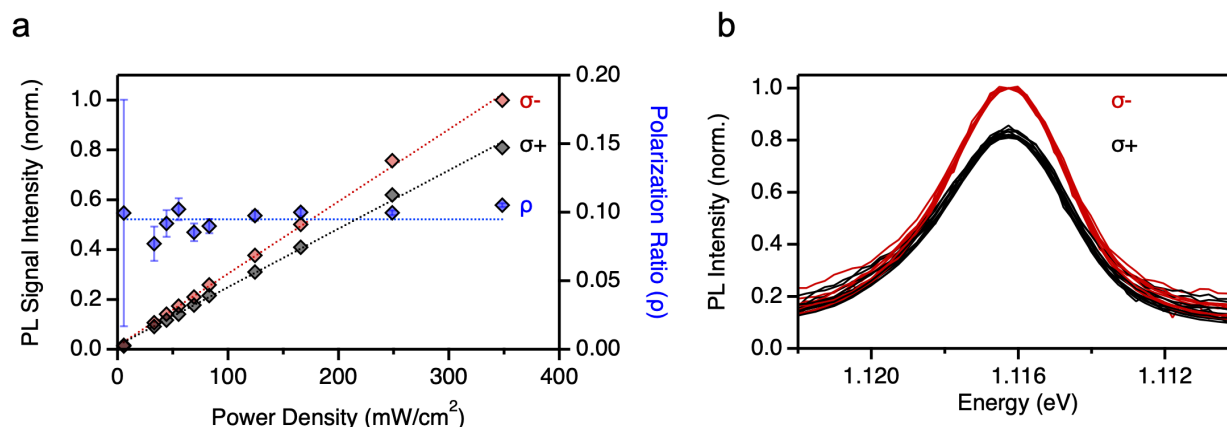 a
PL Signal Intensity (norm.)
1.0
0.8
0.6
0.4
0.2
0.0
0
100
200
300
400
Power Density (mW/cm²)
0.20
0.15
0.10
0.05
0.00
Polarization Ratio (ρ)
σ-
σ+
ρ
b
PL Intensity (norm.)
1.0
0.8
0.6
0.4
0.2
0.0
1.120
1.116
1.112
Energy (eV)
σ-
σ+